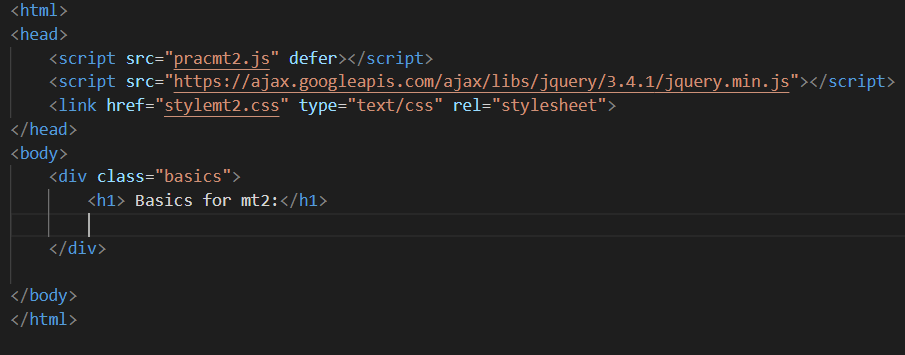 <html>
<head>
    <script src="pracmt2.js" defer></script>
    <script src="https://ajax.googleapis.com/ajax/libs/jquery/3.4.1/jquery.min.js"></script>
    <link href="stylemt2.css" type="text/css" rel="stylesheet">
</head>
<body>
    <div class="basics">
        <h1> Basics for mt2:</h1>
    </div>
</body>
</html>